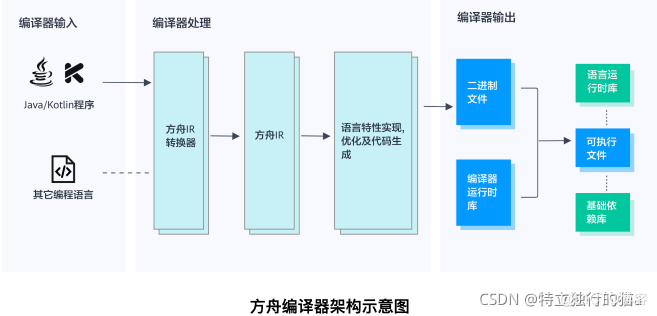 编译器输入
Java/Kotlin程序
其它编程语言
编译器处理
方舟IR
转换器
方舟IR
语言特性实现,
优化及代码生
成
编译器输出
二进制
文件
编译器
运行时
库
语言运
行时库
可执行
文件
基础依
赖库
方舟编译器架构示意图
CSDN @特立独行的猫a